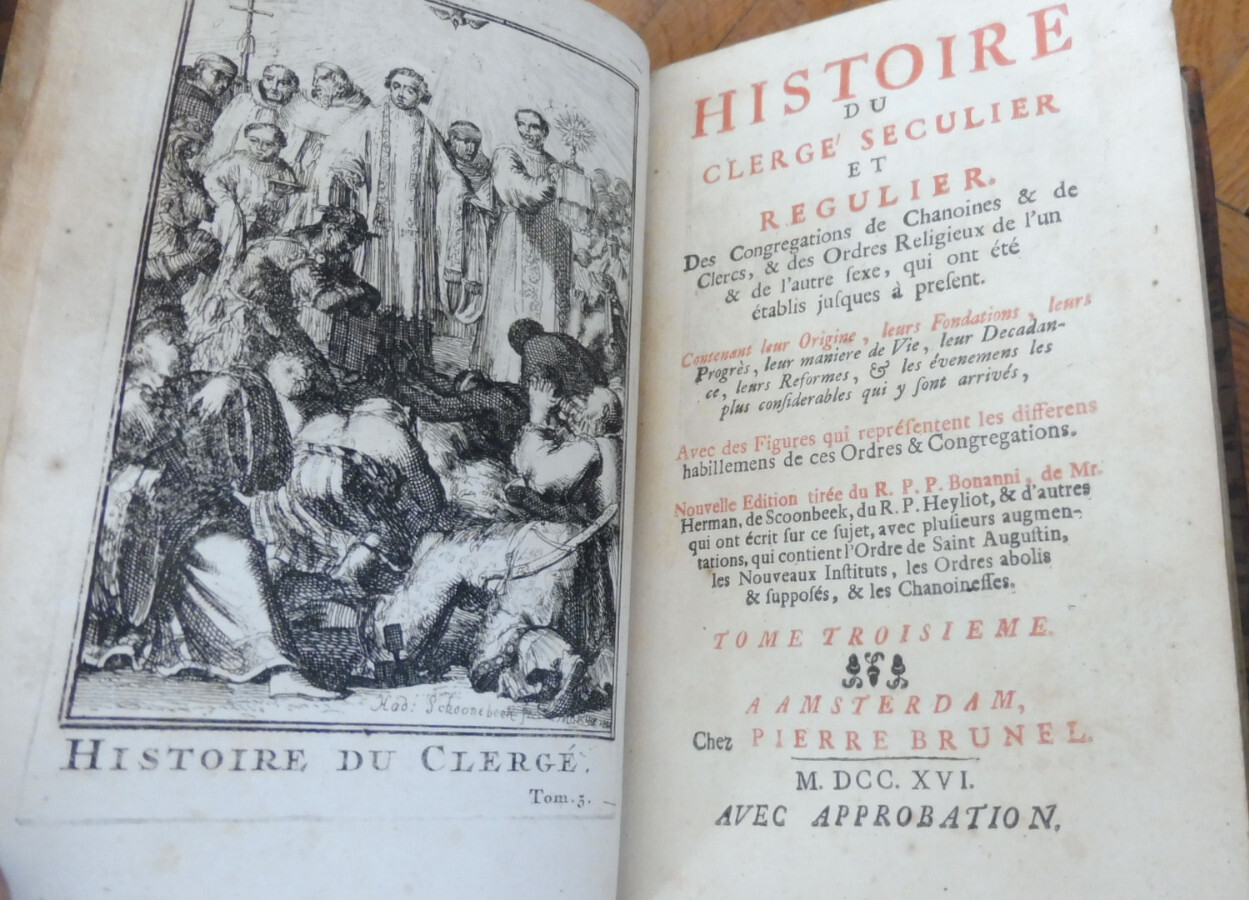 Had: Schoonebeek
HISTOIRE DU CLERGÉ.
Tom. 3.
HISTOIRE
DU
CLERGE' SECULIER
ET
REGULIER.
Des Congregations de Chanoines & de
Clercs, & des Ordres Religieux de l'un
& de l'autre ſexe, qui ont été
établis juſques à preſent.
Contenant leur Origine, leurs Fondations, leurs
Progrès, leur maniere de Vie, leur Decadan-
ce, leurs Reformes, & les évenemens les
plus conſiderables qui y ſont arrivés,
Avec des Figures qui repréſentent les differens
habillemens de ces Ordres & Congregations.
Nouvelle Edition tirée du R. P. P. Bonanni, de Mr.
Herman, de Scoonbeek, du R. P. Heyliot, & d'autres
qui ont écrit ſur ce ſujet, avec pluſieurs augmen-
tations, qui contient l'Ordre de Saint Auguſtin,
les Nouveaux Inſtituts, les Ordres abolis
& ſupposés, & les Chanoineſſes.
TOME TROISIEME.
A AMSTERDAM,
Chez PIERRE BRUNEL.
M. DCC. XVI.
AVEC APPROBATION.